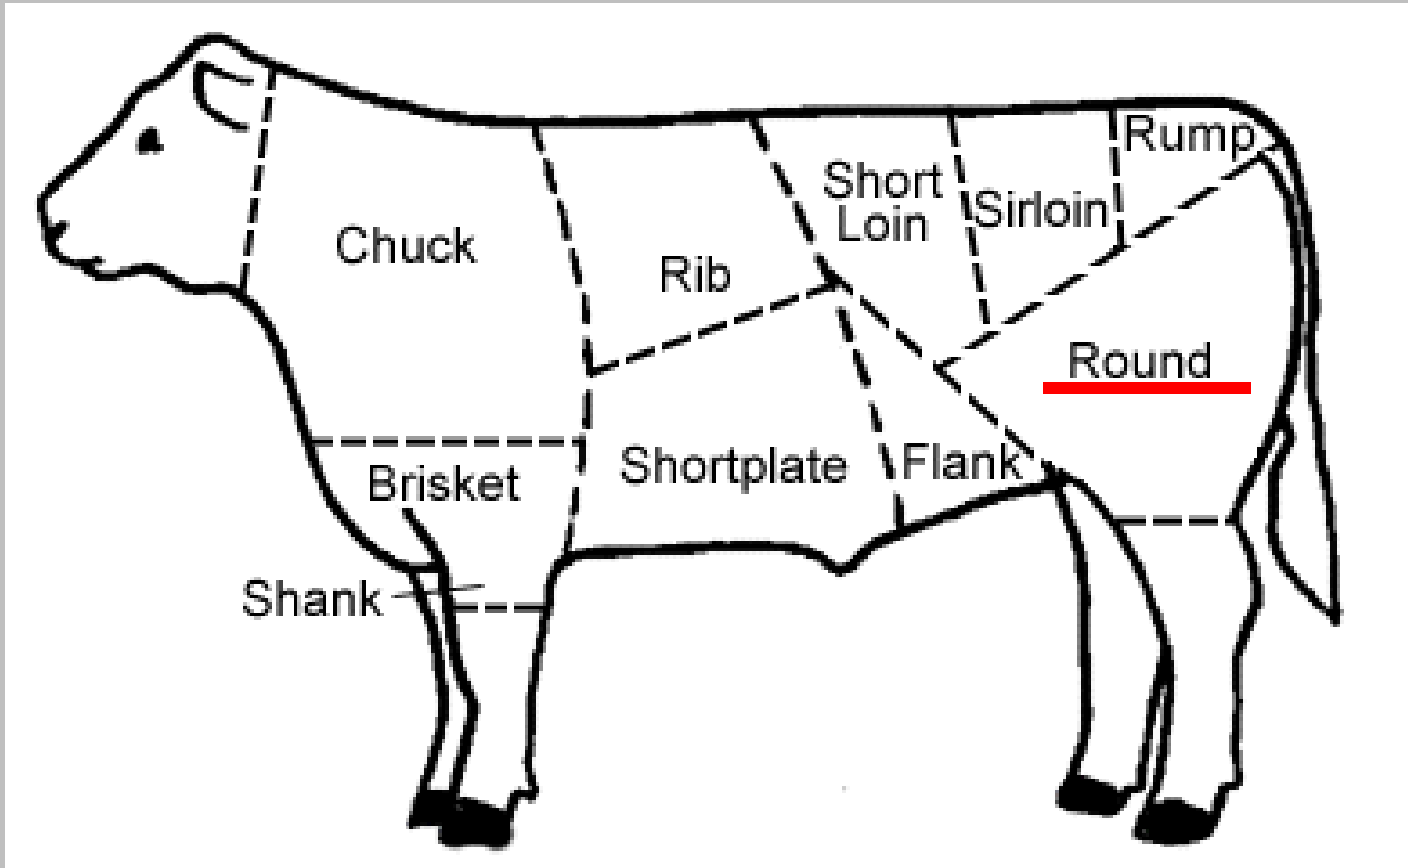 Rump
Short
Loin
Sirloin
Chuck
Rib
Round
Brisket
Shortplate
Flank
Shank